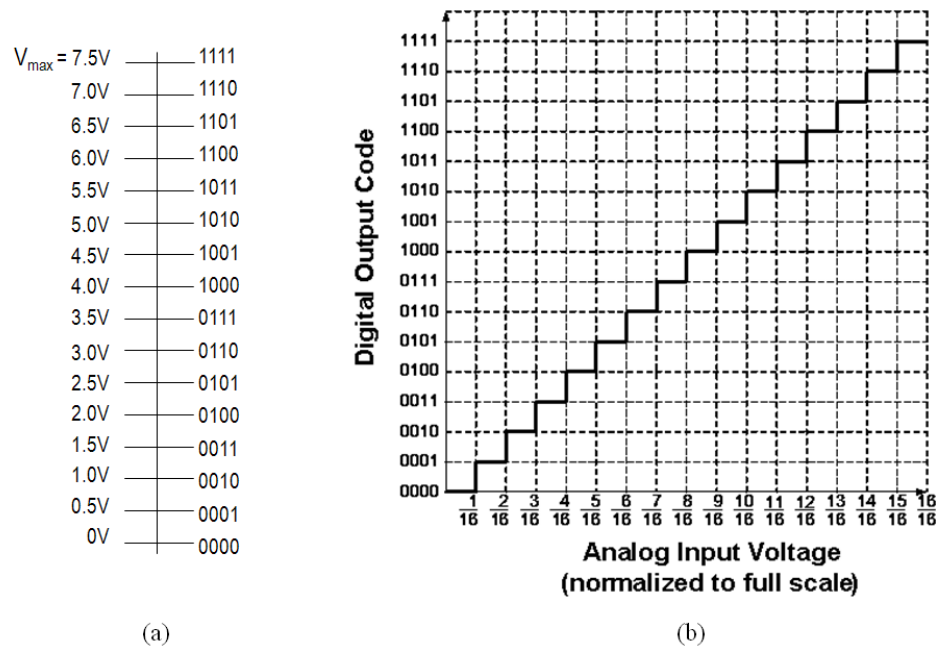 Vmax = 7.5V 1111
7.0V 1110
6.5V 1101
6.0V 1100
5.5V 1011
5.0V 1010
4.5V 1001
4.0V 1000
3.5V 0111
3.0V 0110
2.5V 0101
2.0V 0100
1.5V 0011
1.0V 0010
0.5V 0001
0V 0000
(a)
Digital Output Code
1111
1110
1101
1100
1011
1010
1001
1000
0111
0110
0101
0100
0011
0010
0001
0000
1 2 3 4 5 6 7 8 9 10 11 12 13 14 15 16
16 16 16 16 16 16 16 16 16 16 16 16 16 16 16 16
Analog Input Voltage
(normalized to full scale)
(b)